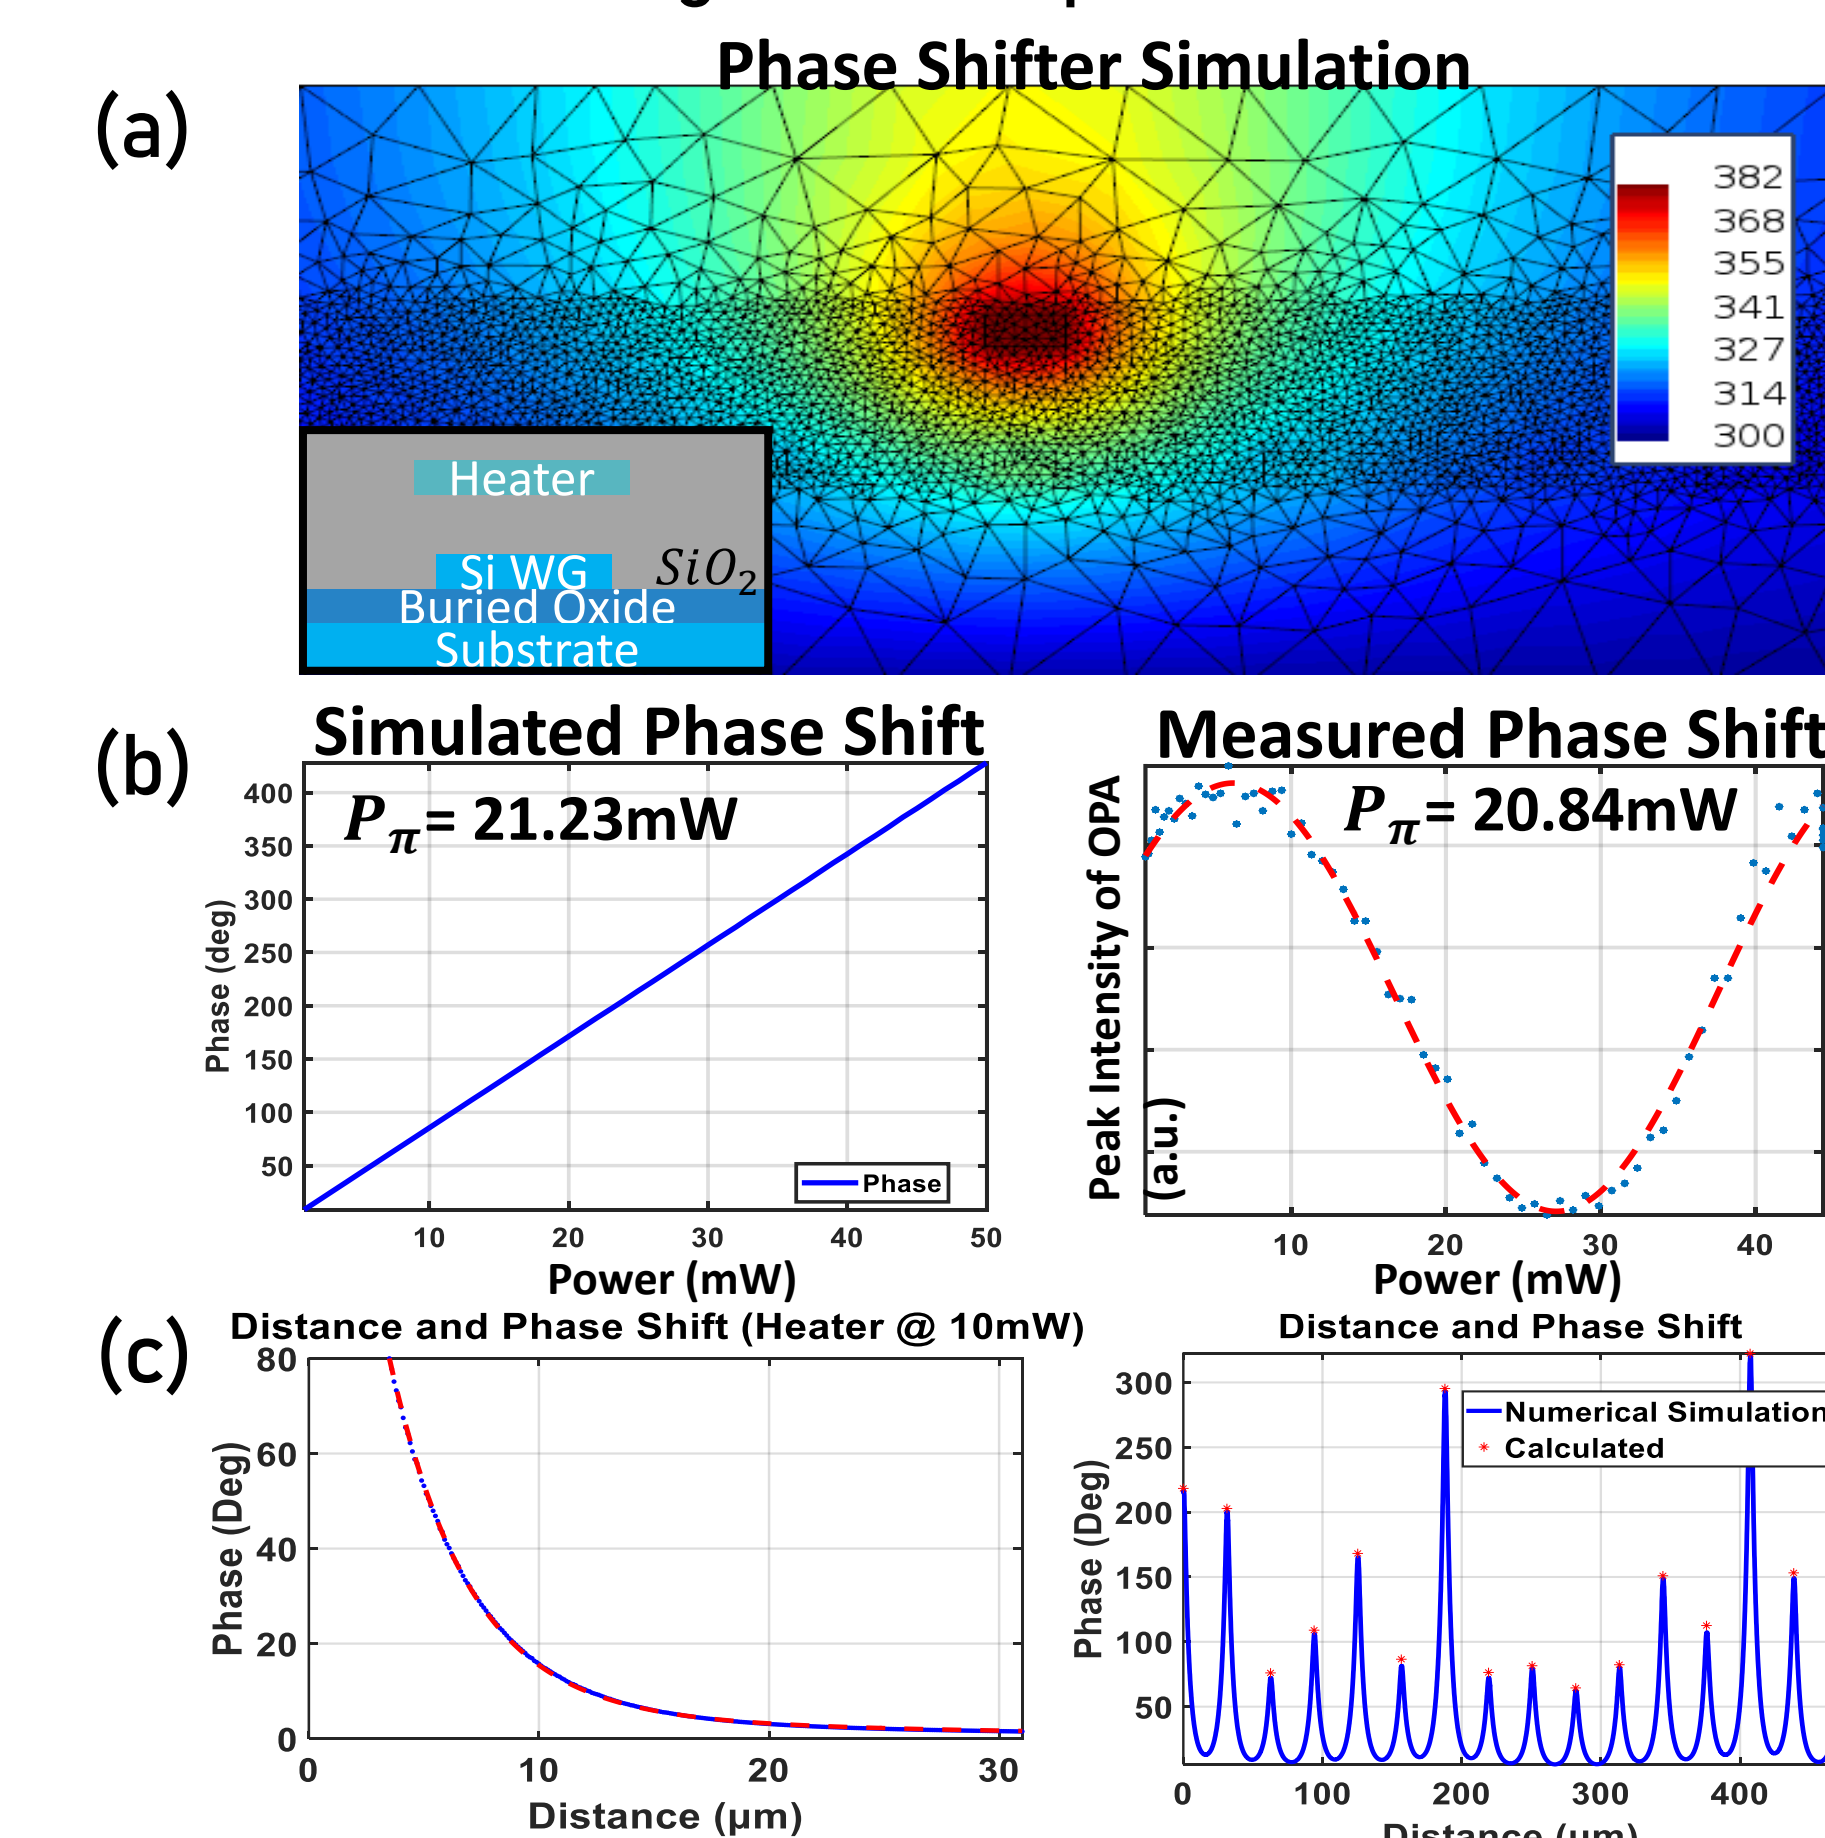 Phase Shifter Simulation
(a)
382
368
355
341
327
314
300
Heater
Si WG
SiO2
Buried Oxide
Substrate
(b)
Simulated Phase Shift
Phase (deg)
400
350
300
250
200
150
100
50
Pπ= 21.23mW
Phase
10 20 30 40 50
Power (mW)
Measured Phase Shift
Peak Intensity of OPA
(a.u.)
Pπ= 20.84mW
10 20 30 40
Power (mW)
(c)
Distance and Phase Shift (Heater @ 10mW)
Phase (Deg)
80
60
40
20
0
0 10 20 30
Distance (μm)
Distance and Phase Shift
Phase (Deg)
300
250
200
150
100
50
Numerical Simulation
Calculated
0 100 200 300 400
Distance (μm)